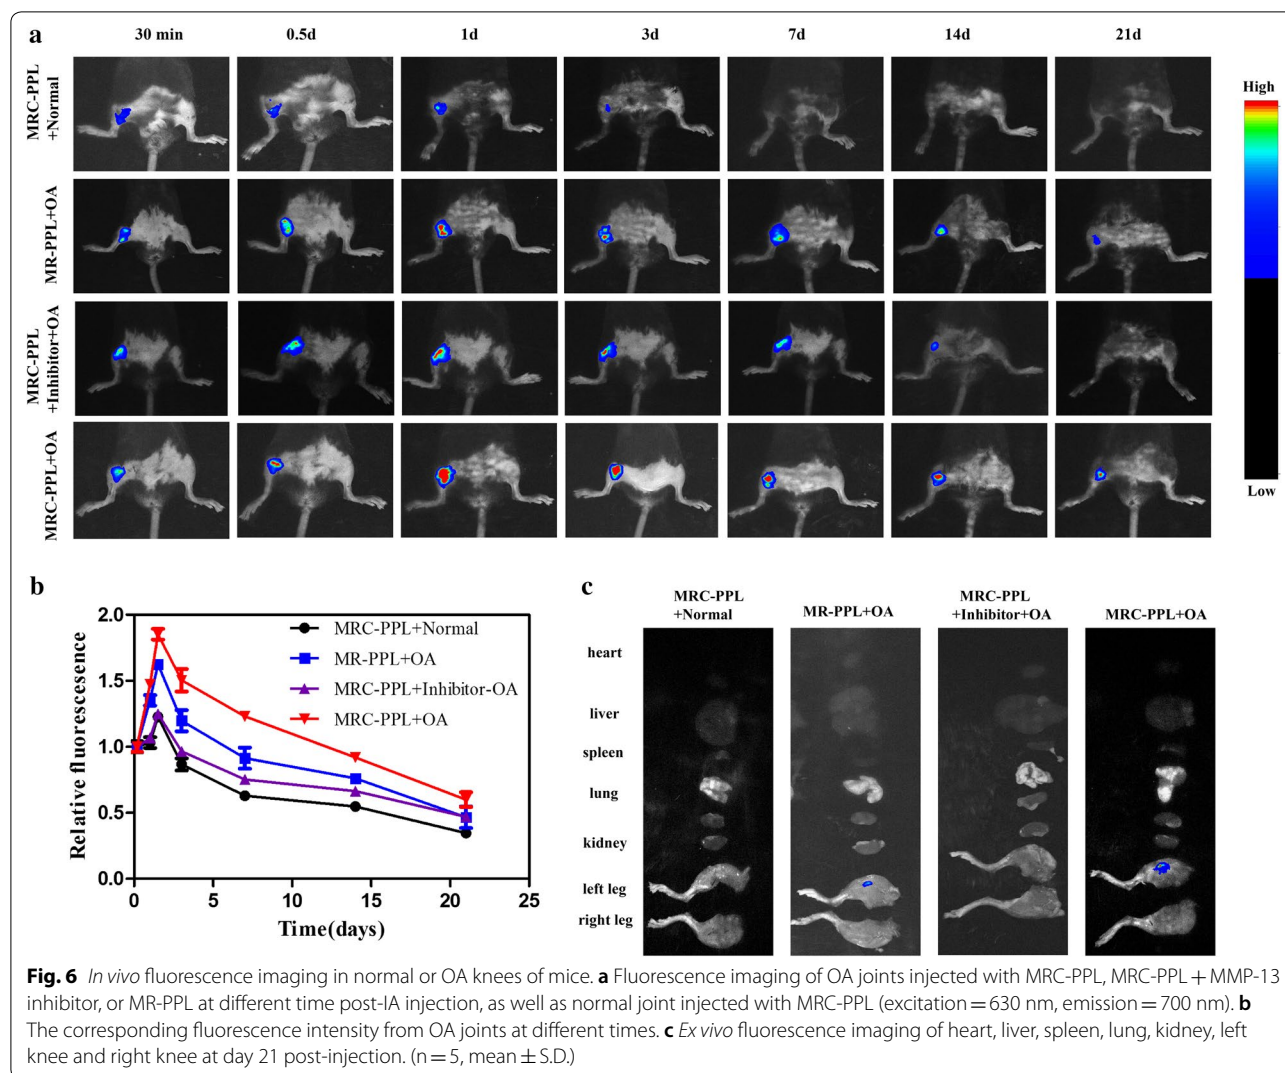 a
30 min 0.5d 1d 3d 7d 14d 21d
MRC-PPL
+Normal
MR-PPL+OA
MRC-PPL
+Inhibitor+OA
MRC-PPL+OA
High
Low
b
Relative fluorescence
2.0
1.5
1.0
0.5
0.0
0 5 10 15 20 25
Time(days)
MRC-PPL+Normal
MR-PPL+OA
MRC-PPL+Inhibitor-OA
MRC-PPL+OA
c
MRC-PPL
+Normal
MR-PPL+OA
MRC-PPL
+Inhibitor+OA
MRC-PPL+OA
heart
liver
spleen
lung
kidney
left leg
right leg
Fig. 6 In vivo fluorescence imaging in normal or OA knees of mice. a Fluorescence imaging of OA joints injected with MRC-PPL, MRC-PPL + MMP-13
inhibitor, or MR-PPL at different time post-IA injection, as well as normal joint injected with MRC-PPL (excitation = 630 nm, emission = 700 nm). b
The corresponding fluorescence intensity from OA joints at different times. c Ex vivo fluorescence imaging of heart, liver, spleen, lung, kidney, left
knee and right knee at day 21 post-injection. (n = 5, mean ± S.D.)